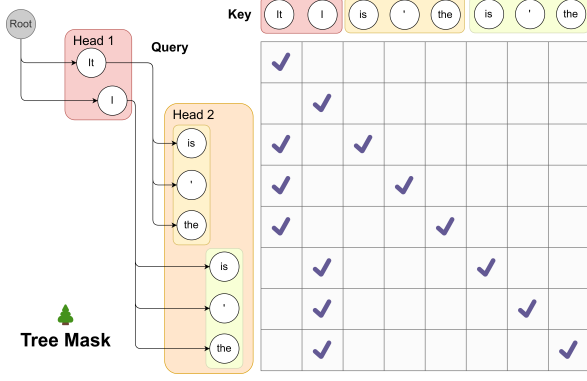 Key It I is ' the is ' the
Root
Head 1
Query
It
I
Head 2
is
'
the
is
'
the
Tree Mask